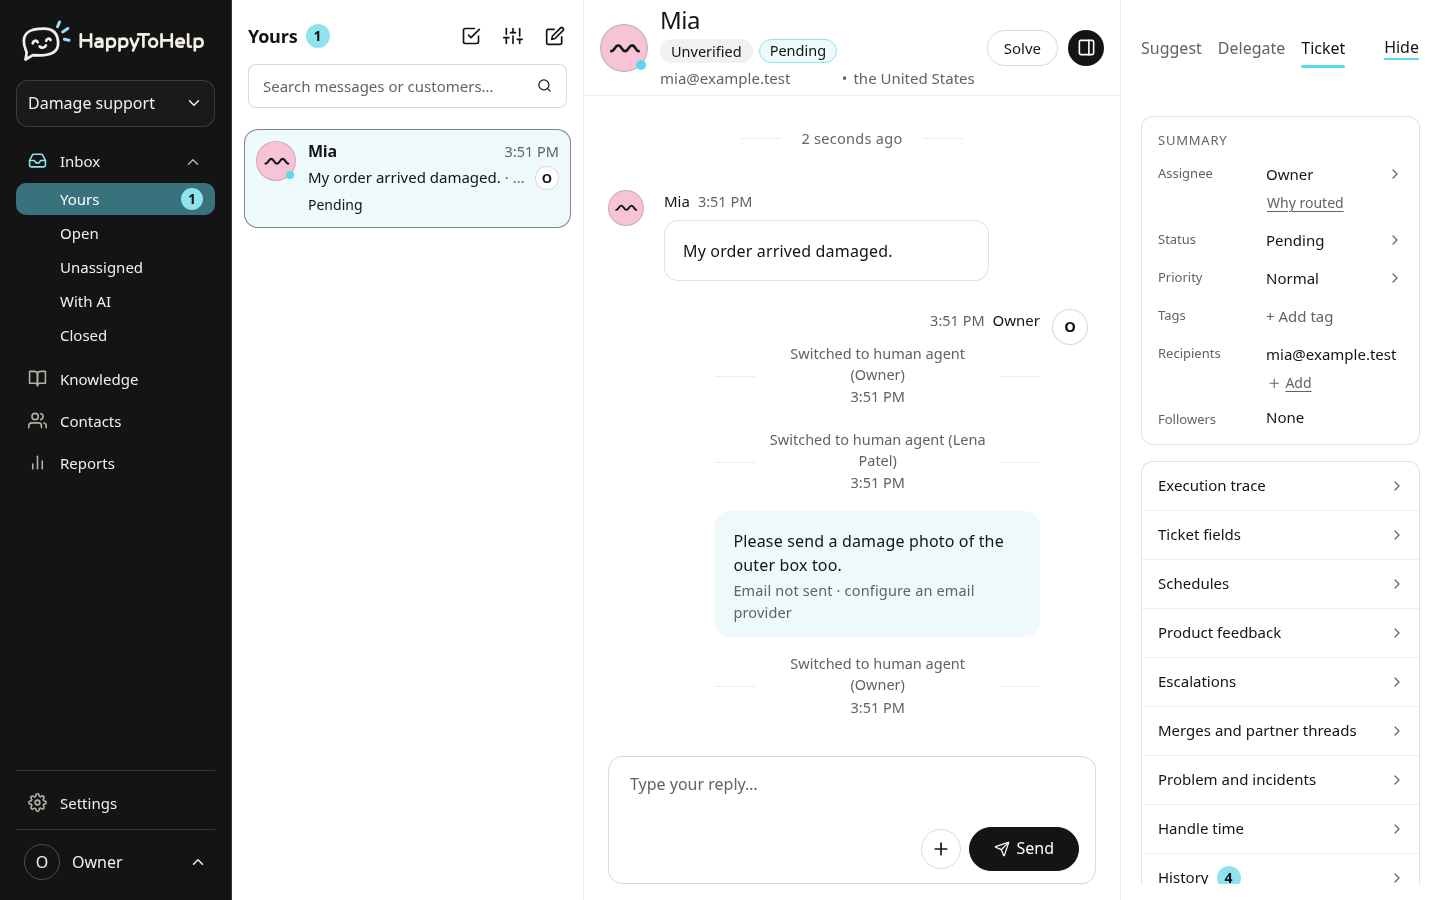 HappyToHelp
Damage support
Inbox
Yours 1
Open
Unassigned
With AI
Closed
Knowledge
Contacts
Reports
Settings
O Owner
Yours 1
Search messages or customers...
Mia 3:51 PM
My order arrived damaged. · ... O
Pending
Mia
Unverified Pending
mia@example.test • the United States
Solve
2 seconds ago
Mia 3:51 PM
My order arrived damaged.
3:51 PM Owner O
Switched to human agent
(Owner)
3:51 PM
Switched to human agent (Lena
Patel)
3:51 PM
Please send a damage photo of the
outer box too.
Email not sent · configure an email
provider
Switched to human agent
(Owner)
3:51 PM
Type your reply...
Send
Suggest Delegate Ticket Hide
SUMMARY
Assignee Owner
Why routed
Status Pending
Priority Normal
Tags + Add tag
Recipients mia@example.test
+ Add
Followers None
Execution trace
Ticket fields
Schedules
Product feedback
Escalations
Merges and partner threads
Problem and incidents
Handle time
History 4